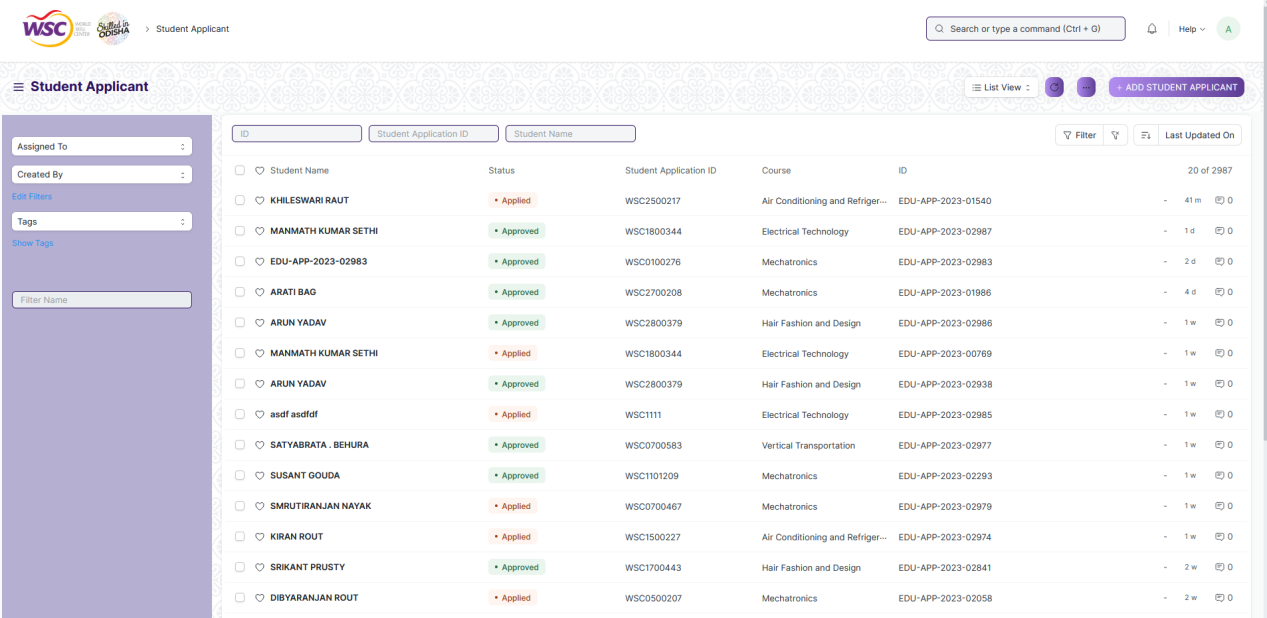 WSC WORLD SKILL CENTER Skilled in ODISHA > Student Applicant Search or type a command (Ctrl + G) Help A
Student Applicant List View + ADD STUDENT APPLICANT
Assigned To
Created By
Edit Filters
Tags
Show Tags
Filter Name
ID Student Application ID Student Name Filter Last Updated On
Student Name Status Student Application ID Course ID 20 of 2987
KHILESWARI RAUT • Applied WSC2500217 Air Conditioning and Refriger... EDU-APP-2023-01540 - 41 m 0
MANMATH KUMAR SETHI • Approved WSC1800344 Electrical Technology EDU-APP-2023-02987 - 1 d 0
EDU-APP-2023-02983 • Approved WSC0100276 Mechatronics EDU-APP-2023-02983 - 2 d 0
ARATI BAG • Approved WSC2700208 Mechatronics EDU-APP-2023-01986 - 4 d 0
ARUN YADAV • Approved WSC2800379 Hair Fashion and Design EDU-APP-2023-02986 - 1 w 0
MANMATH KUMAR SETHI • Applied WSC1800344 Electrical Technology EDU-APP-2023-00769 - 1 w 0
ARUN YADAV • Approved WSC2800379 Hair Fashion and Design EDU-APP-2023-02938 - 1 w 0
asdf asdfdf • Applied WSC1111 Electrical Technology EDU-APP-2023-02985 - 1 w 0
SATYABRATA . BEHURA • Approved WSC0700583 Vertical Transportation EDU-APP-2023-02977 - 1 w 0
SUSANT GOUDA • Approved WSC1101209 Mechatronics EDU-APP-2023-02293 - 1 w 0
SMRUTIRANJAN NAYAK • Applied WSC0700467 Mechatronics EDU-APP-2023-02979 - 1 w 0
KIRAN ROUT • Applied WSC1500227 Air Conditioning and Refriger... EDU-APP-2023-02974 - 1 w 0
SRIKANT PRUSTY • Approved WSC1700443 Hair Fashion and Design EDU-APP-2023-02841 - 2 w 0
DIBYARANJAN ROUT • Applied WSC0500207 Mechatronics EDU-APP-2023-02058 - 2 w 0